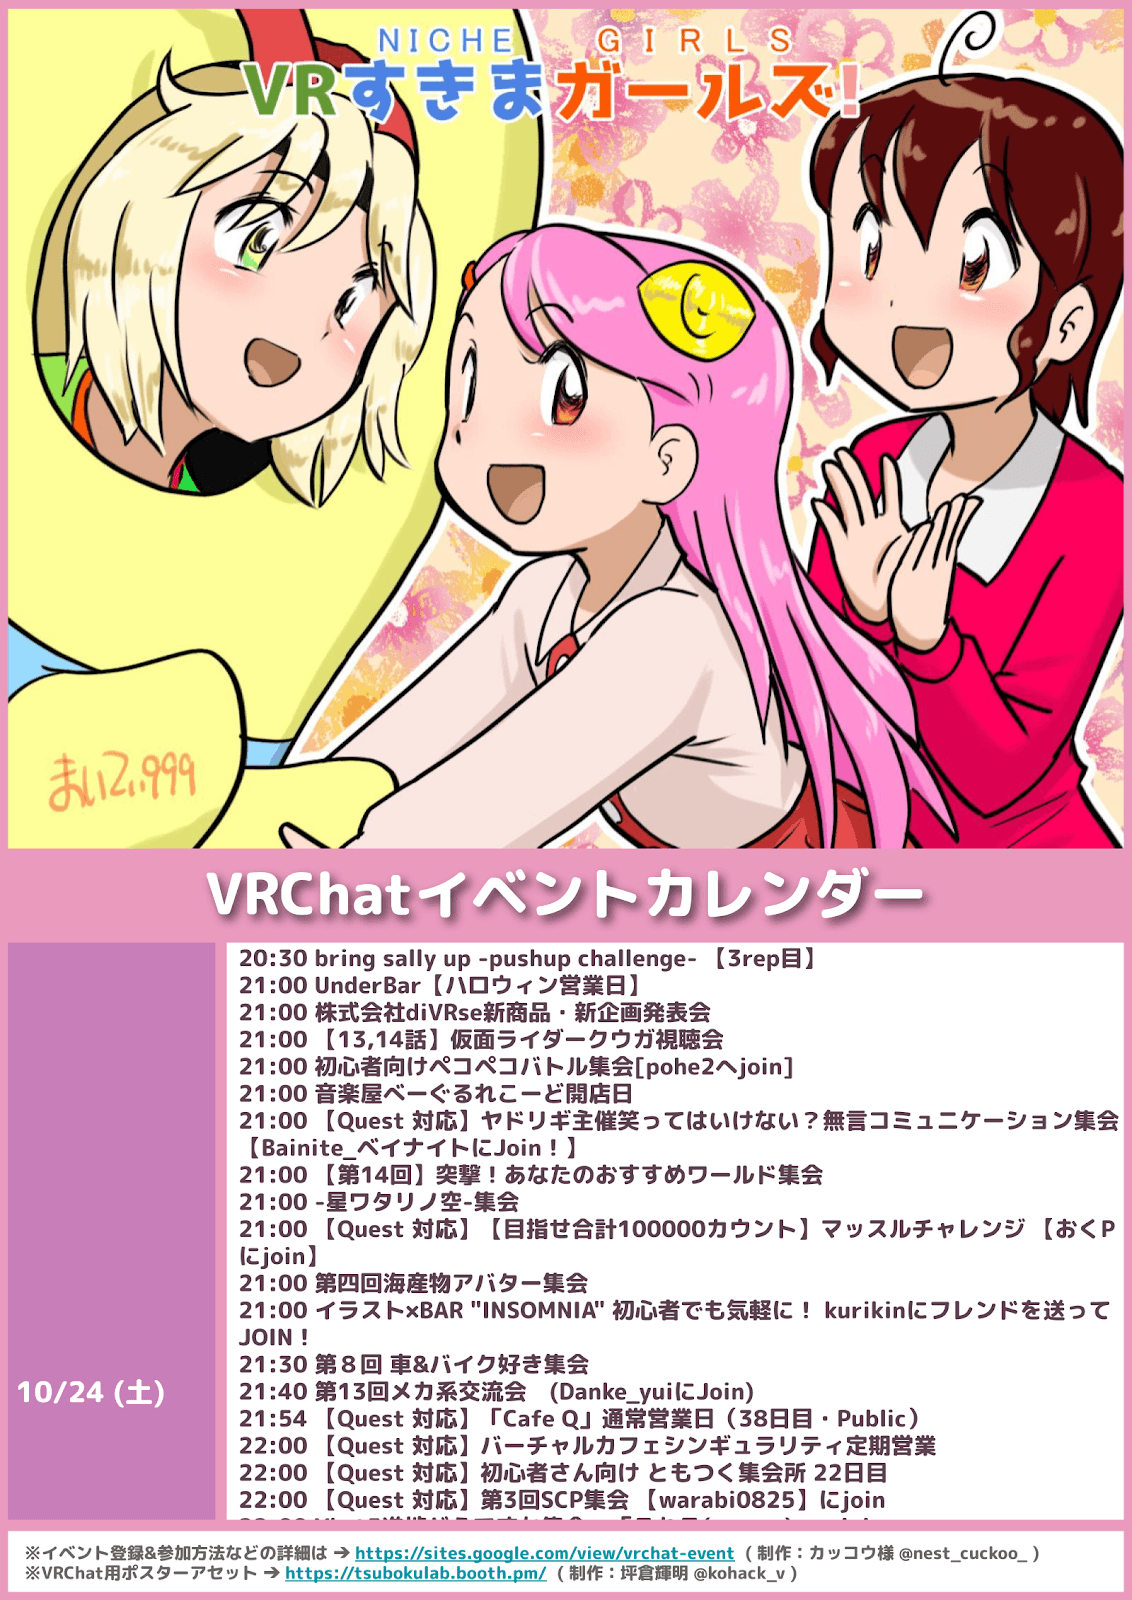 NICHE GIRLS
VRすきまガールズ!
まいてぃ999
VRChatイベントカレンダー
20:30 bring sally up -pushup challenge- 【3rep目】
21:00 UnderBar【ハロウィン営業日】
21:00 株式会社diVRse新商品・新企画発表会
21:00 【13,14話】仮面ライダークウガ視聴会
21:00 初心者向けペコペコバトル集会[pohe2へjoin]
21:00 音楽屋べーぐるれこーど開店日
21:00 【Quest 対応】ヤドリギ主催笑ってはいけない？無言コミュニケーション集会
【Bainite_ベイナイトにJoin！】
21:00 【第14回】突撃！あなたのおすすめワールド集会
21:00 -星ワタリノ空-集会
21:00 【Quest 対応】【目指せ合計100000カウント】マッスルチャレンジ 【おくP
にjoin】
21:00 第四回海産物アバター集会
21:00 イラスト×BAR "INSOMNIA" 初心者でも気軽に！ kurikinにフレンドを送って
JOIN！
21:30 第８回 車&バイク好き集会
10/24 (土)
21:40 第13回メカ系交流会　(Danke_yuiにJoin)
21:54 【Quest 対応】「Cafe Q」通常営業日（38日目・Public）
22:00 【Quest 対応】バーチャルカフェシンギュラリティ定期営業
22:00 【Quest 対応】初心者さん向け ともつく集会所 22日目
22:00 【Quest 対応】第3回SCP集会 【warabi0825】にjoin
※イベント登録&参加方法などの詳細は ➔ https://sites.google.com/view/vrchat-event ( 制作：カッコウ様 @nest_cuckoo_ )
※VRChat用ポスターアセット ➔ https://tsubokulab.booth.pm/ ( 制作：坪倉輝明 @kohack_v )